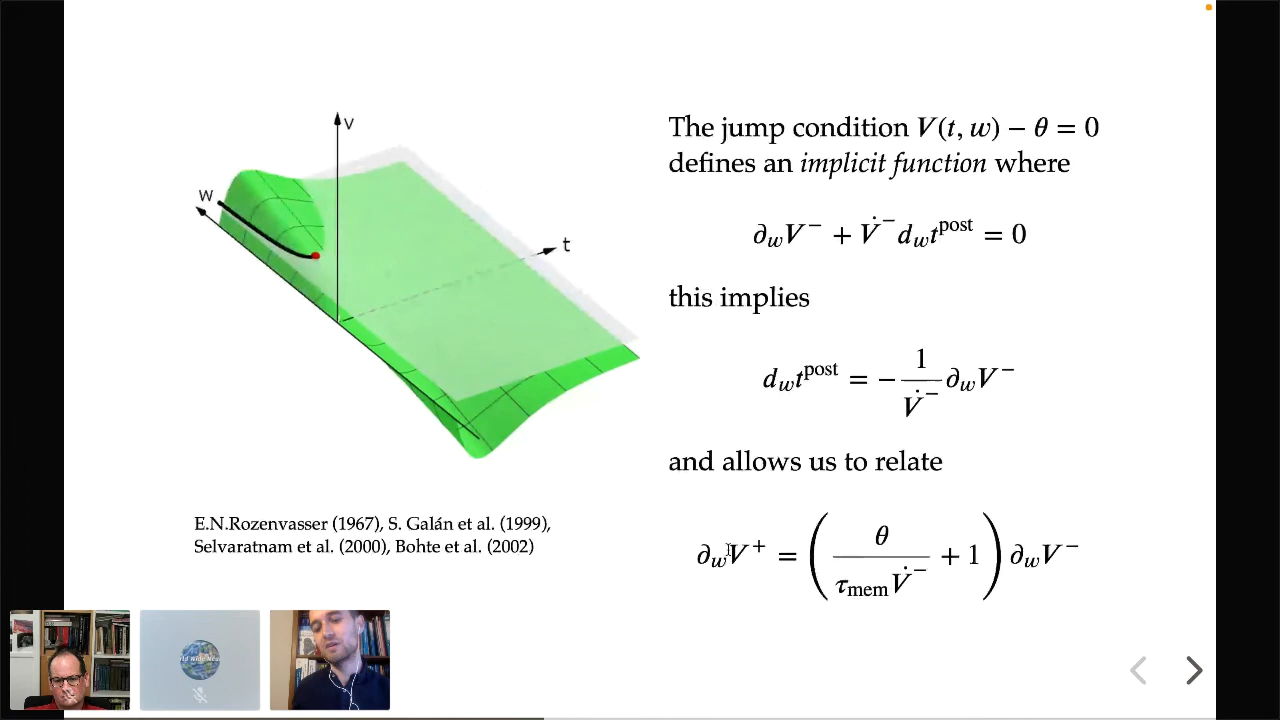 The jump condition V(t, w) − θ = 0
defines an implicit function where
∂_w V⁻ + V̇⁻ d_w t^post = 0
this implies
d_w t^post = − 1/V̇⁻ ∂_w V⁻
and allows us to relate
∂_w V⁺ = ( θ / (τ_mem V̇⁻) + 1 ) ∂_w V⁻
V
w
t
E.N.Rozenvasser (1967), S. Galán et al. (1999),
Selvaratnam et al. (2000), Bohte et al. (2002)